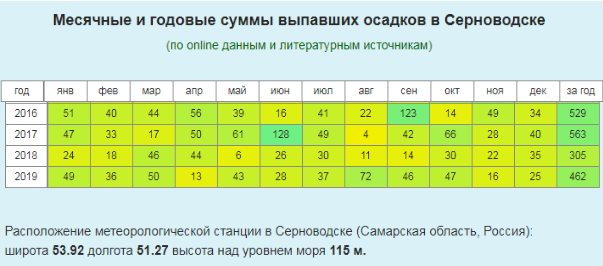 Месячные и годовые суммы выпавших осадков в Серноводске
(по online данным и литературным источникам)
год янв фев мар апр май июн июл авг сен окт ноя дек за год
2016 51 40 44 56 39 16 41 22 123 14 49 34 529
2017 47 33 17 50 61 128 49 4 42 66 28 40 563
2018 24 18 46 44 6 26 30 11 14 30 22 35 305
2019 49 36 50 13 43 28 37 72 46 47 16 25 462
Расположение метеорологической станции в Серноводске (Самарская область, Россия):
широта 53.92 долгота 51.27 высота над уровнем моря 115 м.